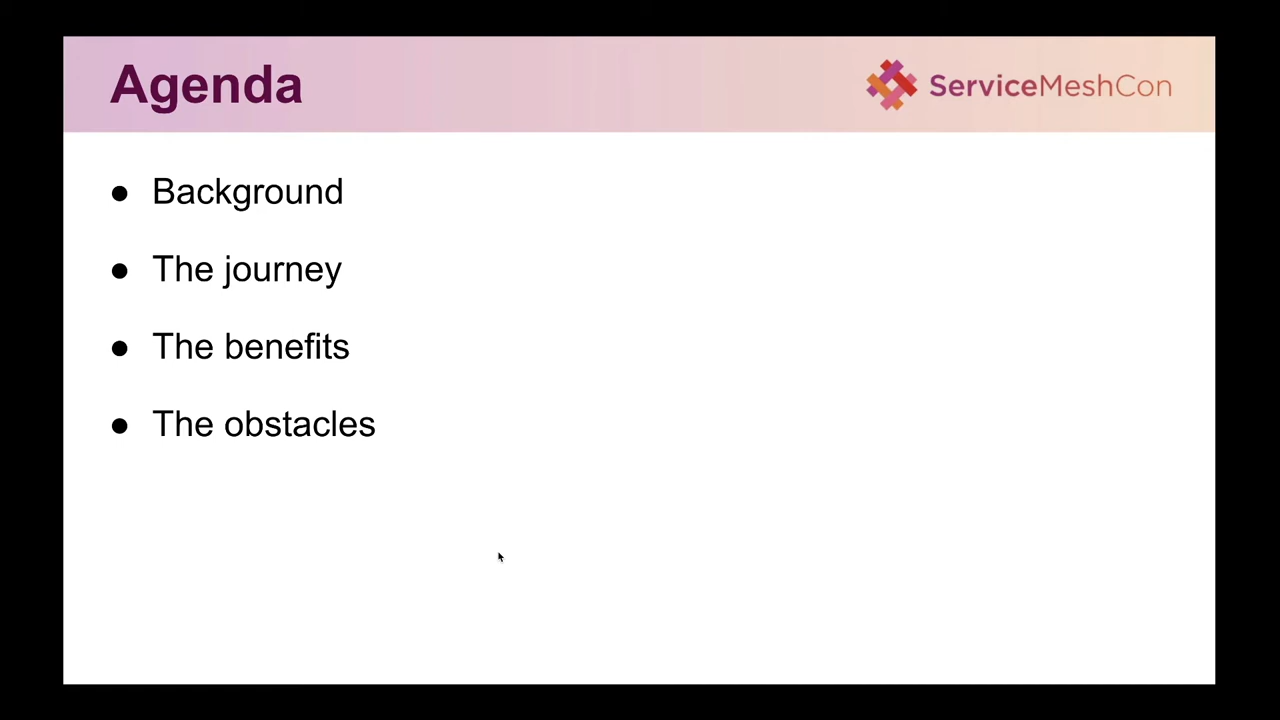 Agenda
ServiceMeshCon
● Background
● The journey
● The benefits
● The obstacles